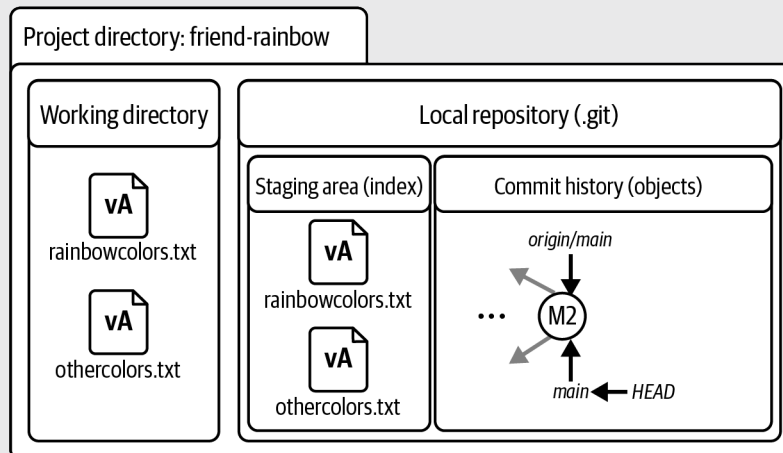 Project directory: friend-rainbow
Working directory
vA
rainbowcolors.txt
vA
othercolors.txt
Local repository (.git)
Staging area (index)
vA
rainbowcolors.txt
vA
othercolors.txt
Commit history (objects)
origin/main
... M2
main HEAD